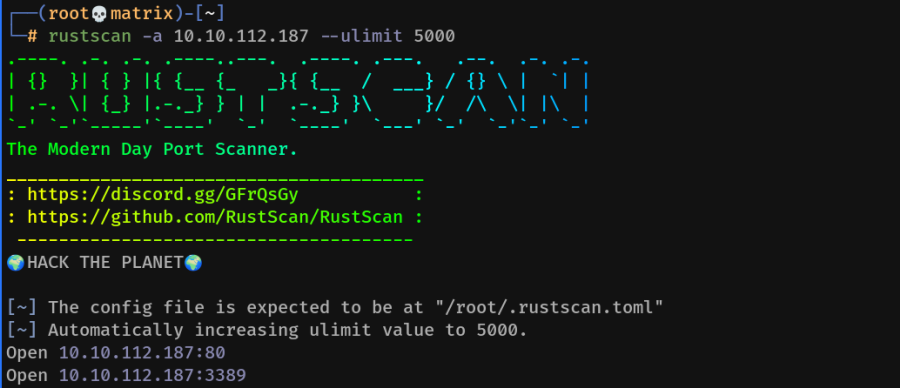 (root💀matrix)-[~]
# rustscan -a 10.10.112.187 --ulimit 5000
.----. .-. .-. .----..---.  .----. .---.   .--.  .-. .-.
| {}  }| { } |{ {__ {_   _}{ {__  /  ___} / {} \ |  `| |
| .-. \| {_} |.-._} } | |  .-._} }\     }/  /\  \| |\  |
`-' `-'`-----'`----'  `-'  `----'  `---' `-'  `-'`-' `-'
The Modern Day Port Scanner.
________________________________________
: https://discord.gg/GFrQsGy           :
: https://github.com/RustScan/RustScan :
 --------------------------------------
🌍HACK THE PLANET🌍
[~] The config file is expected to be at "/root/.rustscan.toml"
[~] Automatically increasing ulimit value to 5000.
Open 10.10.112.187:80
Open 10.10.112.187:3389